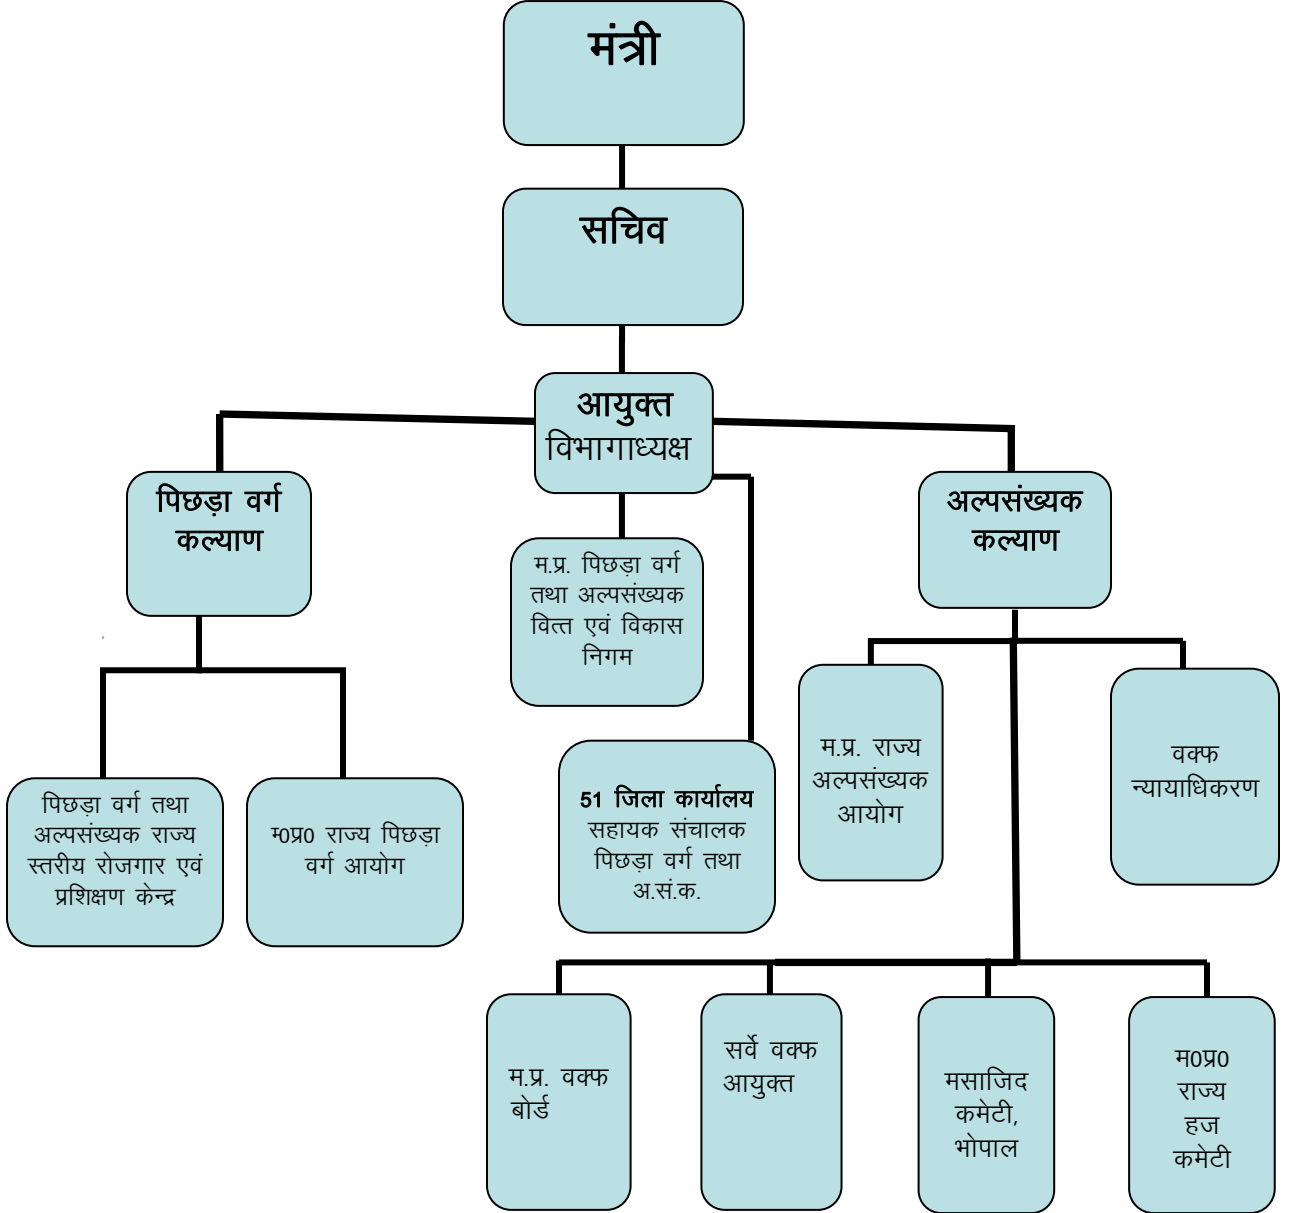 मंत्री
सचिव
आयुक्त
विभागाध्यक्ष
पिछड़ा वर्ग
कल्याण
म.प्र. पिछड़ा वर्ग
तथा अल्पसंख्यक
वित्त एवं विकास
निगम
अल्पसंख्यक
कल्याण
पिछड़ा वर्ग तथा
अल्पसंख्यक राज्य
स्तरीय रोजगार एवं
प्रशिक्षण केन्द्र
म्0प्र0 राज्य पिछड़ा
वर्ग आयोग
51 जिला कार्यालय
सहायक संचालक
पिछड़ा वर्ग तथा
अ.सं.क.
म.प्र. राज्य
अल्पसंख्यक
आयोग
वक्फ
न्यायाधिकरण
म.प्र. वक्फ
बोर्ड
सर्वे वक्फ
आयुक्त
मसाजिद
कमेटी,
भोपाल
म0प्र0
राज्य
हज
कमेटी